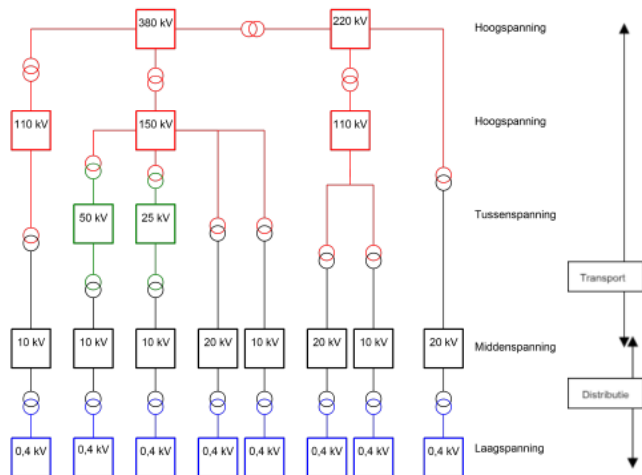 380 kV
220 kV
Hoogspanning
110 kV
150 kV
110 kV
Hoogspanning
50 kV
25 kV
Tussenspanning
Transport
10 kV
10 kV
10 kV
20 kV
10 kV
20 kV
10 kV
20 kV
Middenspanning
Distributie
0,4 kV
0,4 kV
0,4 kV
0,4 kV
0,4 kV
0,4 kV
0,4 kV
0,4 kV
Laagspanning